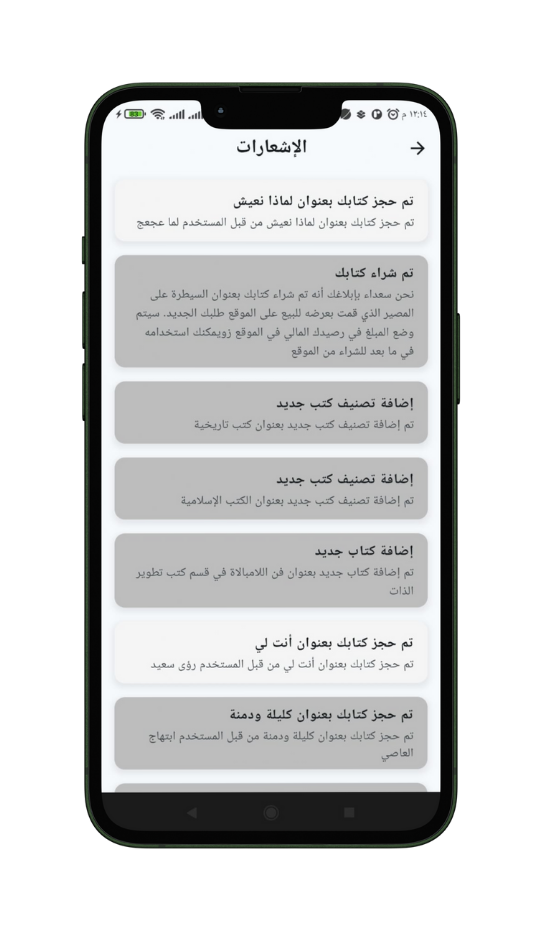 ١٢:١٤ م
83
الإشعارات
تم حجز كتابك بعنوان لماذا نعيش
تم حجز كتابك بعنوان لماذا نعيش من قبل المستخدم لما عجعج
تم شراء كتابك
نحن سعداء بإبلاغك أنه تم شراء كتابك بعنوان السيطرة على
المصير الذي قمت بعرضه للبيع على الموقع طلبك الجديد. سيتم
وضع المبلغ في رصيدك المالي في الموقع زويمكنك استخدامه
في ما بعد للشراء من الموقع
إضافة تصنيف كتب جديد
تم إضافة تصنيف كتب جديد بعنوان كتب تاريخية
إضافة تصنيف كتب جديد
تم إضافة تصنيف كتب جديد بعنوان الكتب الإسلامية
إضافة كتاب جديد
تم إضافة كتاب جديد بعنوان فن اللامبالاة في قسم كتب تطوير
الذات
تم حجز كتابك بعنوان أنت لي
تم حجز كتابك بعنوان أنت لي من قبل المستخدم رؤى سعيد
تم حجز كتابك بعنوان كليلة ودمنة
تم حجز كتابك بعنوان كليلة ودمنة من قبل المستخدم ابتهاج
العاصي